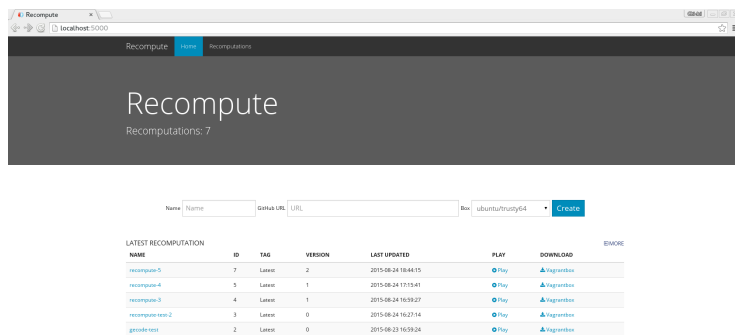 Recompute
localhost:5000
Recompute Home Recomputations
Recompute
Recomputations: 7
Name Name GitHub URL URL Box ubuntu/trusty64 Create
LATEST RECOMPUTATION MORE
NAME ID TAG VERSION LAST UPDATED PLAY DOWNLOAD
recompute-5 7 Latest 2 2015-08-24 18:44:15 Play Vagrantbox
recompute-4 5 Latest 1 2015-08-24 17:15:41 Play Vagrantbox
recompute-3 4 Latest 1 2015-08-24 16:59:27 Play Vagrantbox
recompute-test-2 3 Latest 0 2015-08-24 16:27:14 Play Vagrantbox
gecode-test 2 Latest 0 2015-08-23 16:59:24 Play Vagrantbox